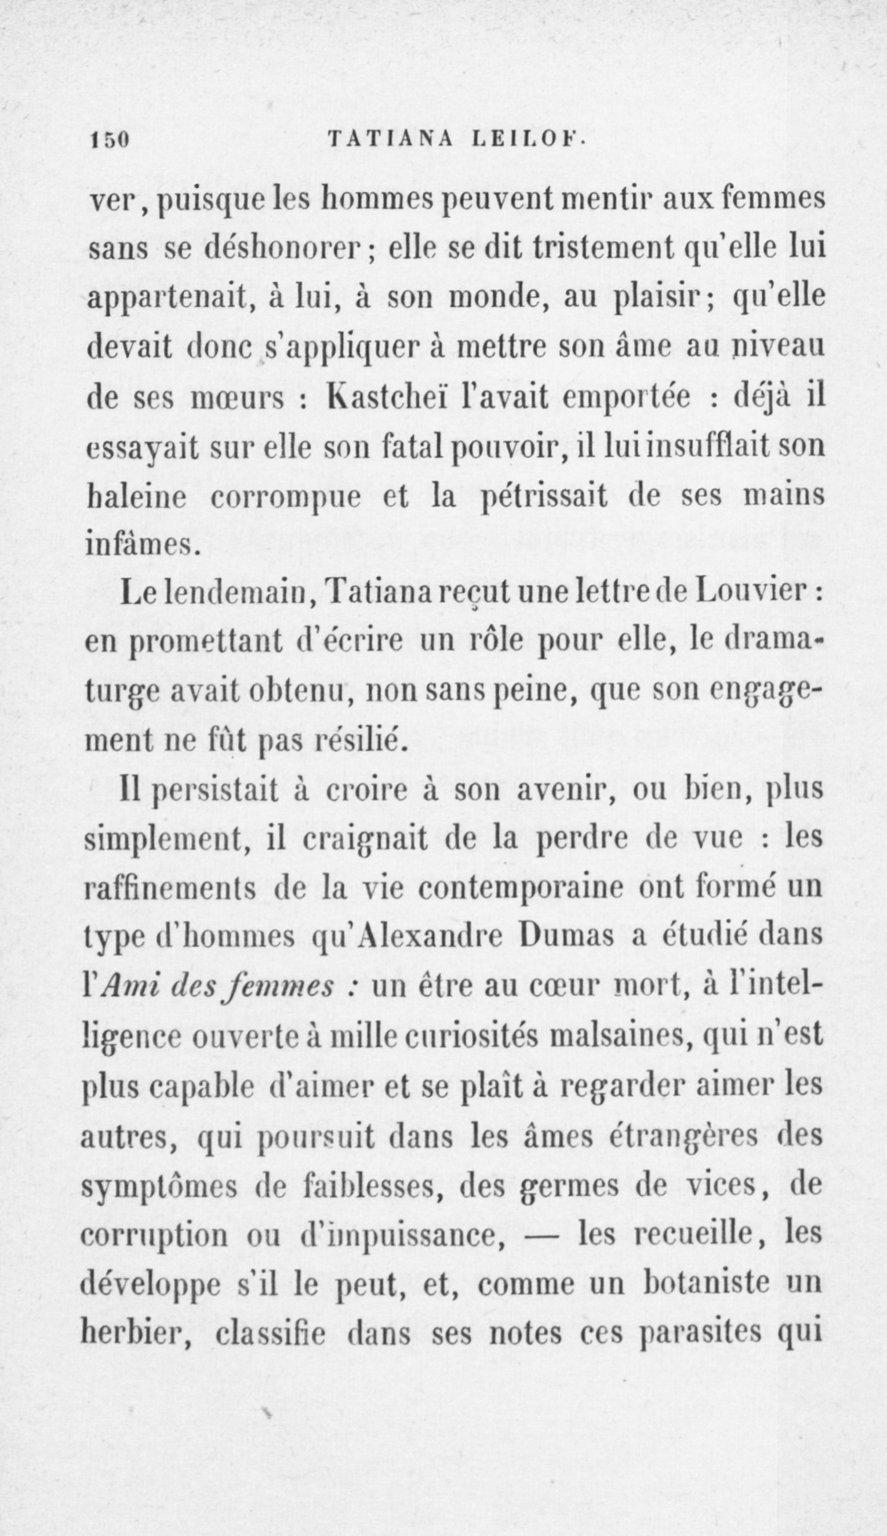 150 TATIANA LEILOF.
ver, puisque les hommes peuvent mentir aux femmes
sans se déshonorer ; elle se dit tristement qu'elle lui
appartenait, à lui, à son monde, au plaisir ; qu'elle
devait donc s'appliquer à mettre son âme au niveau
de ses mœurs : Kastcheï l'avait emportée : déjà il
essayait sur elle son fatal pouvoir, il lui insufflait son
haleine corrompue et la pétrissait de ses mains
infâmes.
Le lendemain, Tatiana reçut une lettre de Louvier :
en promettant d'écrire un rôle pour elle, le drama-
turge avait obtenu, non sans peine, que son engage-
ment ne fût pas résilié.
Il persistait à croire à son avenir, ou bien, plus
simplement, il craignait de la perdre de vue : les
raffinements de la vie contemporaine ont formé un
type d'hommes qu'Alexandre Dumas a étudié dans
l'Ami des femmes : un être au cœur mort, à l'intel-
ligence ouverte à mille curiosités malsaines, qui n'est
plus capable d'aimer et se plaît à regarder aimer les
autres, qui poursuit dans les âmes étrangères des
symptômes de faiblesses, des germes de vices, de
corruption ou d'impuissance, — les recueille, les
développe s'il le peut, et, comme un botaniste un
herbier, classifie dans ses notes ces parasites qui